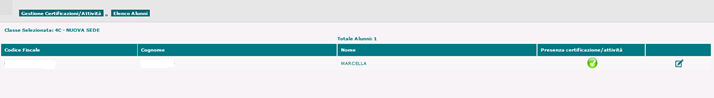 Gestione Certificazioni/Attività » Elenco Alunni
Classe Selezionata: 4C - NUOVA SEDE
Totale Alunni: 1
Codice Fiscale Cognome Nome Presenza certificazione/attività
MARCELLA